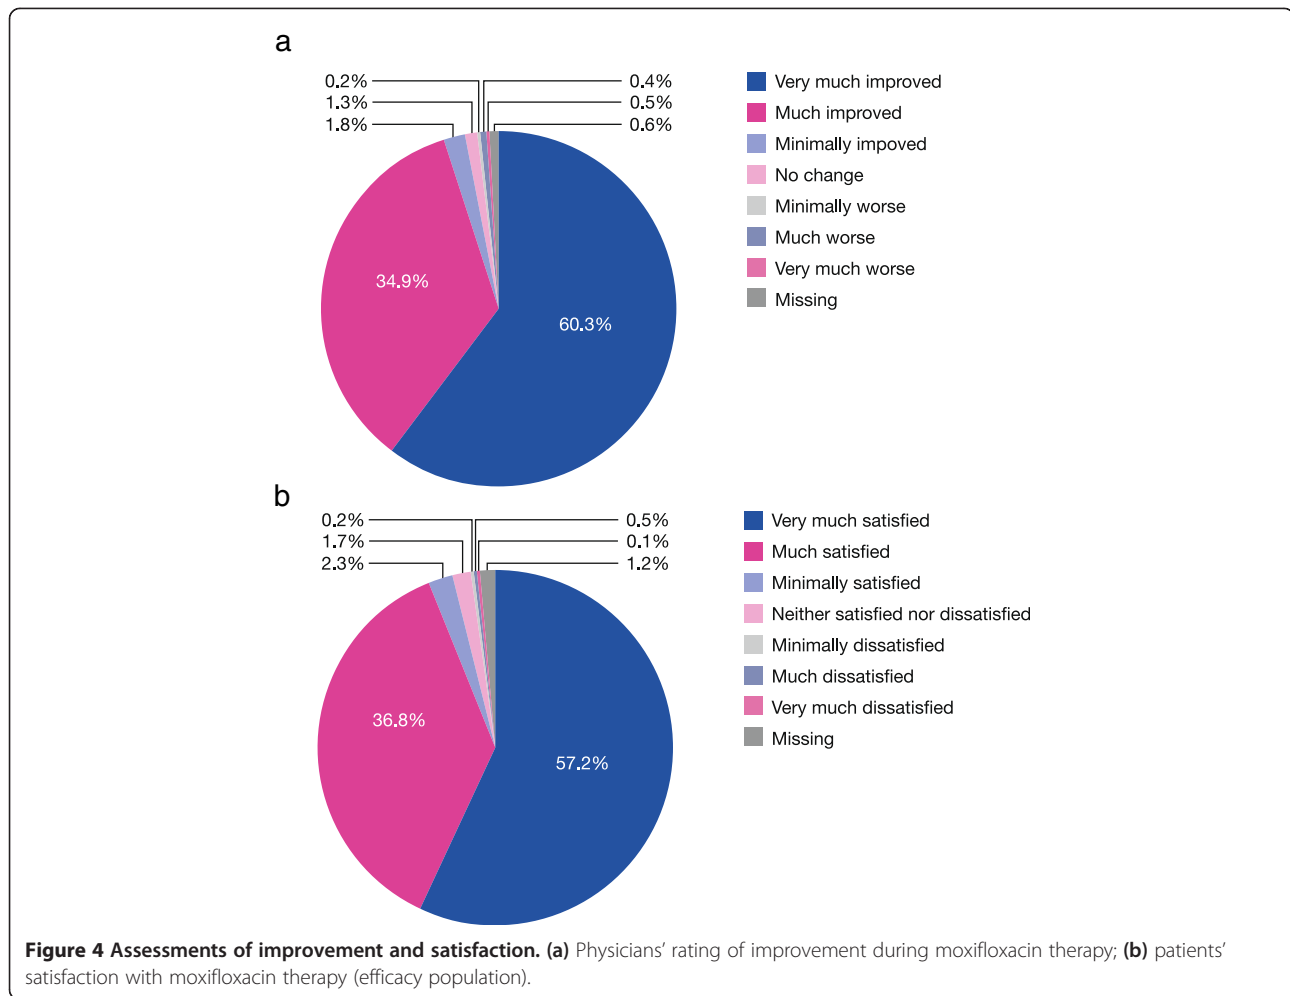 a
0.2%
1.3%
1.8%
0.4%
0.5%
0.6%
34.9%
60.3%
Very much improved
Much improved
Minimally impoved
No change
Minimally worse
Much worse
Very much worse
Missing
b
0.2%
1.7%
2.3%
0.5%
0.1%
1.2%
36.8%
57.2%
Very much satisfied
Much satisfied
Minimally satisfied
Neither satisfied nor dissatisfied
Minimally dissatisfied
Much dissatisfied
Very much dissatisfied
Missing
Figure 4 Assessments of improvement and satisfaction. (a) Physicians’ rating of improvement during moxifloxacin therapy; (b) patients’
satisfaction with moxifloxacin therapy (efficacy population).